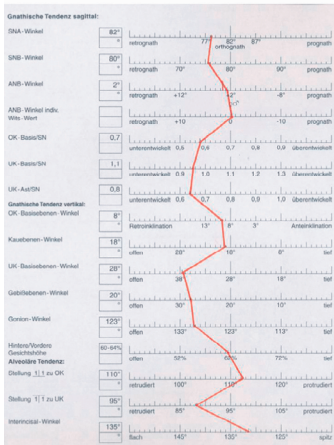 Gnathische Tendenz sagittal:
SNA-Winkel 82° 77° 82° 87°
° retrognath orthognath prognath
SNB-Winkel 80°
° retrognath 70° 80° 90° prognath
ANB-Winkel 2°
° retrognath +12° +2° -8° prognath
ANB-Winkel indiv.
Wits-Wert retrognath +10 0 -10 prognath
OK-Basis/SN 0,7
unterentwickelt 0,6 0,6 0,7 0,8 0,9 überentwickelt
UK-Basis/SN 1,1
unterentwickelt 0,9 1,0 1,1 1,2 1,3 überentwickelt
UK-Ast/SN 0,8
unterentwickelt 0,6 0,7 0,8 0,9 1,0 überentwickelt
Gnathische Tendenz vertikal:
OK-Basisebenen-Winkel 8°
° Retroinklination 13° 8° 3° Anteinklination
Kauebenen-Winkel 18°
° offen 20° 18° tief
UK-Basisebenen-Winkel 28°
° offen 38° 28° 18° tief
Gebißebenen-Winkel 20°
° offen 30° 20° 10° tief
Gonion-Winkel 123°
° offen 133° 123° 113° tief
Hintere/Vordere
Gesichtshöhe 60-64%
offen 52% 62% 72% tief
Alveoläre Tendenz:
Stellung 1|1 zu OK 110°
° retrudiert 100° 110° 120° protrudiert
Stellung 1|1 zu UK 95°
° retrudiert 85° 95° 105° protrudiert
Interincisal-Winkel 135°
° flach 145° 135° 125° spitz